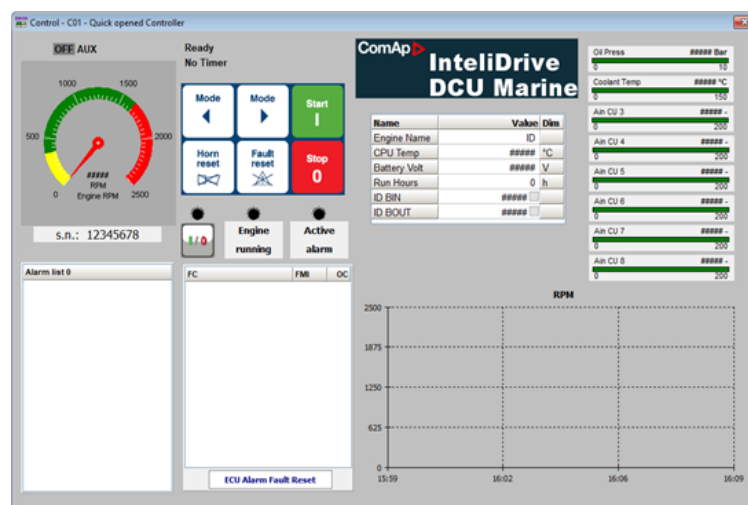 Control - C01 - Quick opened Controller
OFF AUX
Ready
No Timer
ComAp
InteliDrive
DCU Marine
500
1000
1500
2000
0
2500
#####
RPM
Engine RPM
s.n.: 12345678
Mode
Mode
Start
I
Horn
reset
Fault
reset
Stop
0
I/0
Engine
running
Active
alarm
Name Value Dim
Engine Name ID
CPU Temp ##### °C
Battery Volt ##### V
Run Hours 0 h
ID BIN #####
ID BOUT #####
Oil Press ##### Bar
0 10
Coolant Temp ##### °C
0 150
Ain CU 3 ##### -
0 200
Ain CU 4 ##### -
0 200
Ain CU 5 ##### -
0 200
Ain CU 6 ##### -
0 200
Ain CU 7 ##### -
0 200
Ain CU 8 ##### -
0 200
Alarm list 0
FC FMI OC
ECU Alarm Fault Reset
RPM
2500
1875
1250
625
0
15:59 16:02 16:06 16:09